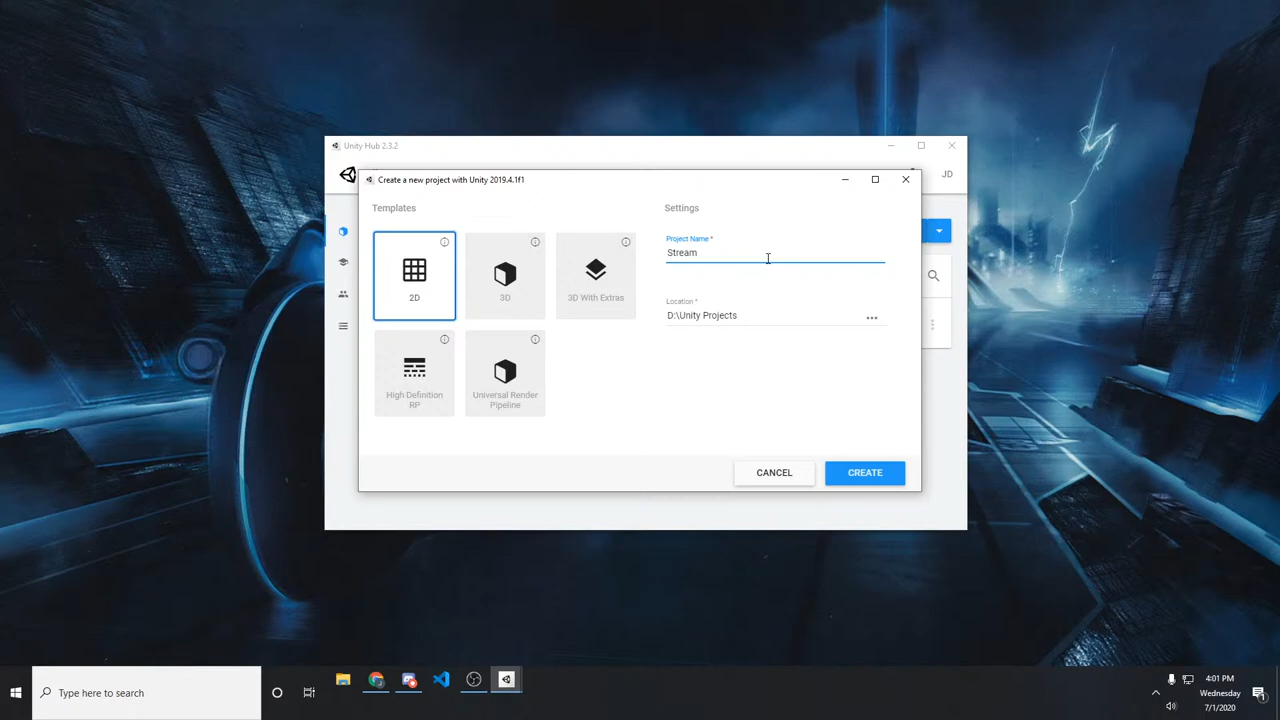 Unity Hub 2.3.2
JD
Create a new project with Unity 2019.4.1f1
Templates
Settings
2D
3D
3D With Extras
High Definition
RP
Universal Render
Pipeline
Project Name *
Stream
Location *
D:\Unity Projects
•••
CANCEL
CREATE
Type here to search
4:01 PM
Wednesday
7/1/2020
1